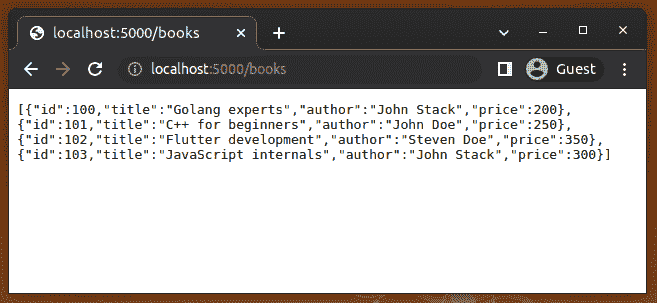 localhost:5000/books
localhost:5000/books
Guest
[{"id":100,"title":"Golang experts","author":"John Stack","price":200},
{"id":101,"title":"C++ for beginners","author":"John Doe","price":250},
{"id":102,"title":"Flutter development","author":"Steven Doe","price":350},
{"id":103,"title":"JavaScript internals","author":"John Stack","price":300}]